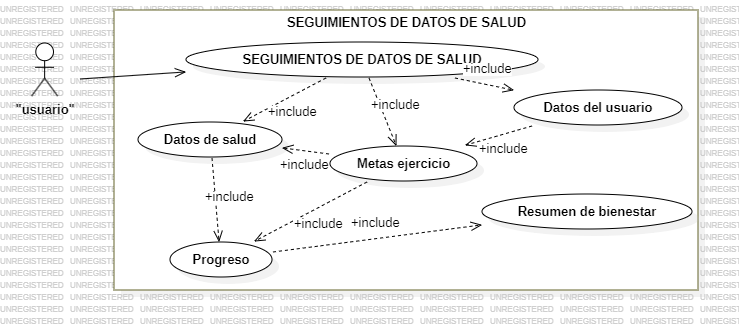 SEGUIMIENTOS DE DATOS DE SALUD
SEGUIMIENTOS DE DATOS DE SALUD
+include
"usuario"
+include
+include
Datos del usuario
Datos de salud
+include
Metas ejercicio
+include
+include
Resumen de bienestar
+include
+include
Progreso
UNREGISTERED